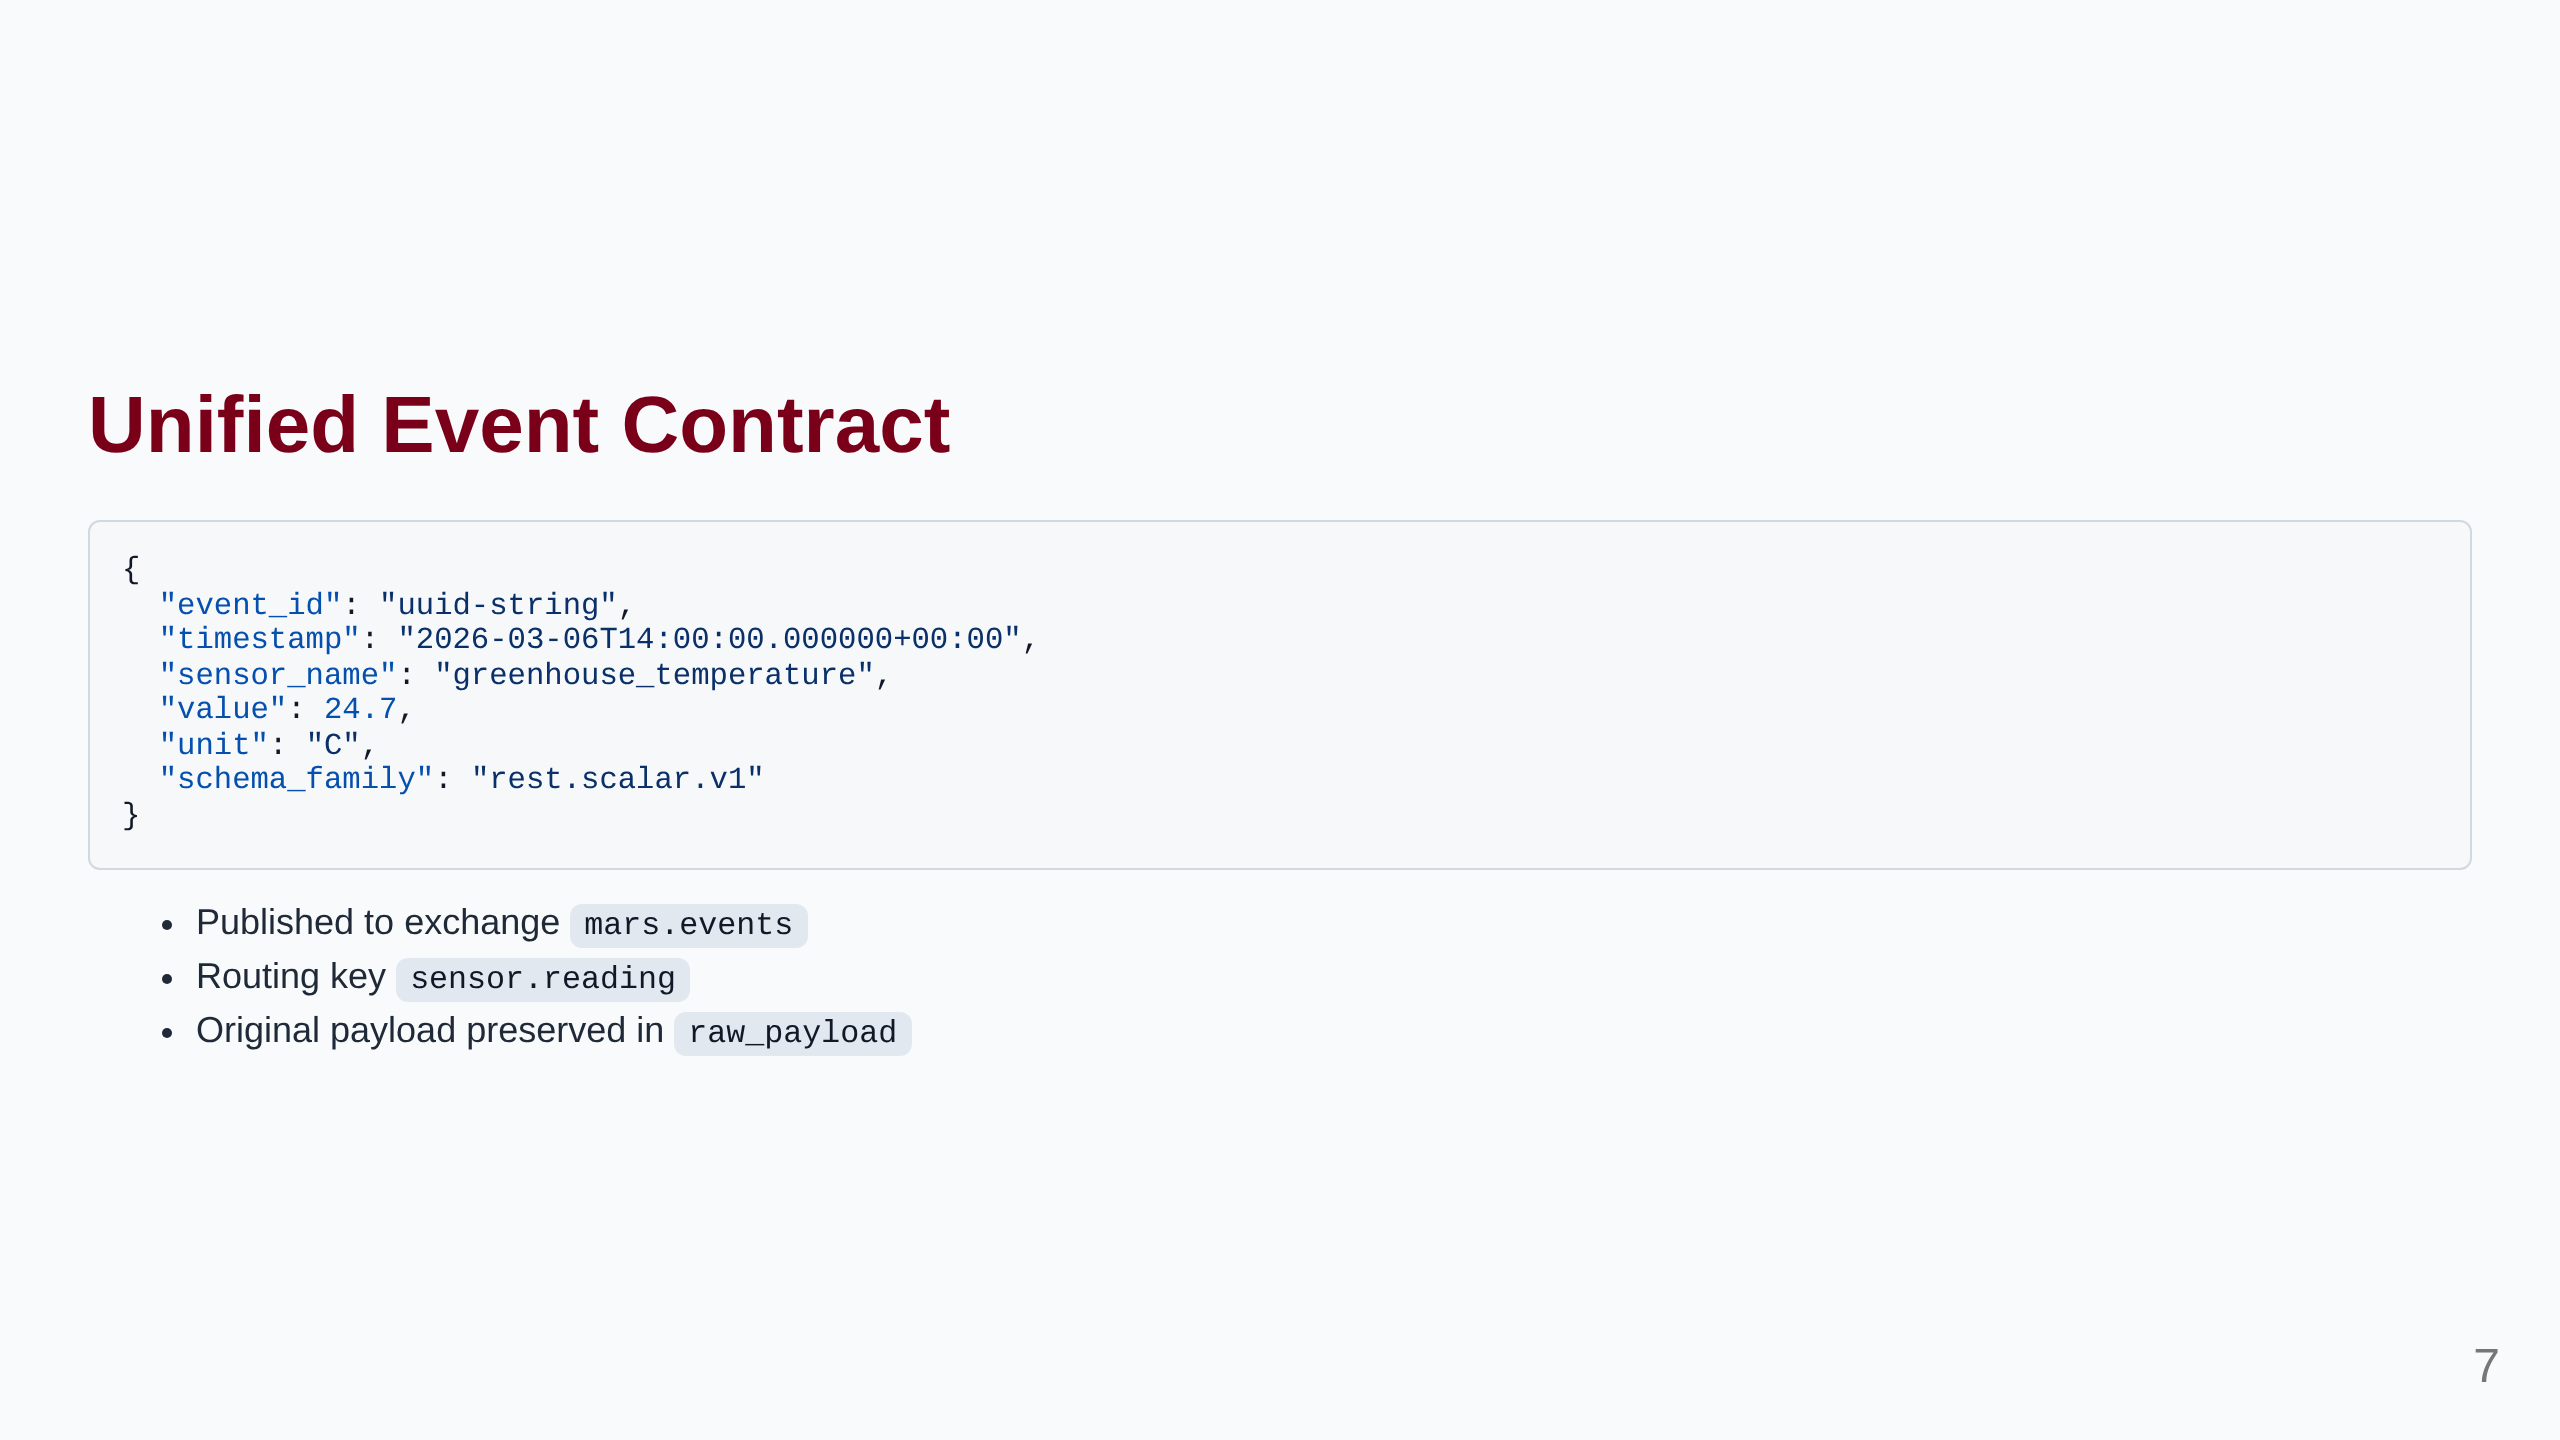 Unified Event Contract
{
  "event_id": "uuid-string",
  "timestamp": "2026-03-06T14:00:00.000000+00:00",
  "sensor_name": "greenhouse_temperature",
  "value": 24.7,
  "unit": "C",
  "schema_family": "rest.scalar.v1"
}
• Published to exchange mars.events
• Routing key sensor.reading
• Original payload preserved in raw_payload
7